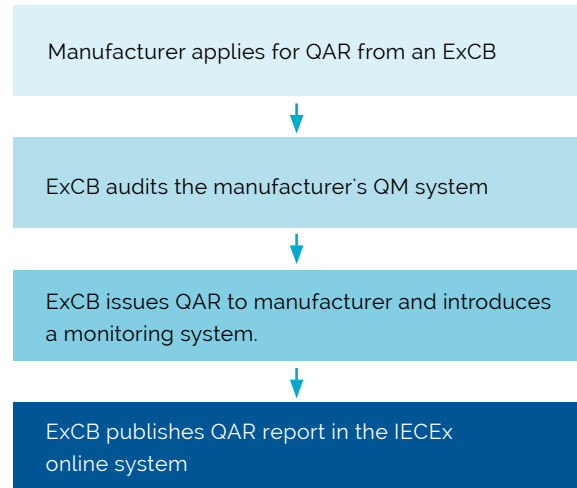 Manufacturer applies for QAR from an ExCB
ExCB audits the manufacturer's QM system
ExCB issues QAR to manufacturer and introduces
a monitoring system.
ExCB publishes QAR report in the IECEx
online system